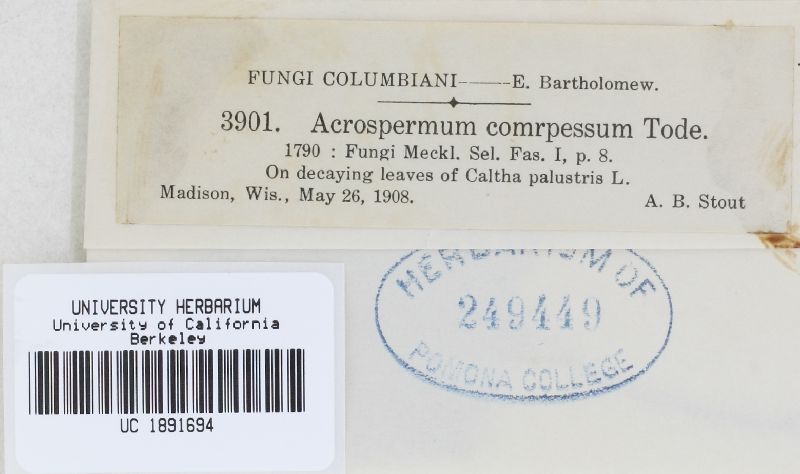 FUNGI COLUMBIANI——E. Bartholomew.
3901. Acrospermum comrpessum Tode.
1790 : Fungi Meckl. Sel. Fas. I, p. 8.
On decaying leaves of Caltha palustris L.
Madison, Wis., May 26, 1908. A. B. Stout
HERBARIUM OF
249449
POMONA COLLEGE
UNIVERSITY HERBARIUM
University of California
Berkeley
UC 1891694